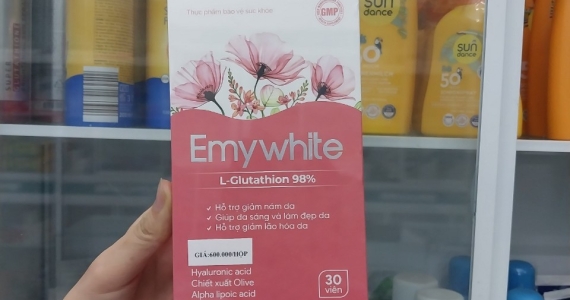 Thực phẩm bảo vệ sức khỏe
GMP
Emywhite
L-Glutathion 98%
Hỗ trợ giảm nám da
Giúp da sáng và làm đẹp da
Hỗ trợ giảm lão hóa da
GIÁ:600.000/HỘP
Hyaluronic acid
Chiết xuất Olive
Alpha lipoic acid
30
viên
sun
dance
50
sun
dance
50